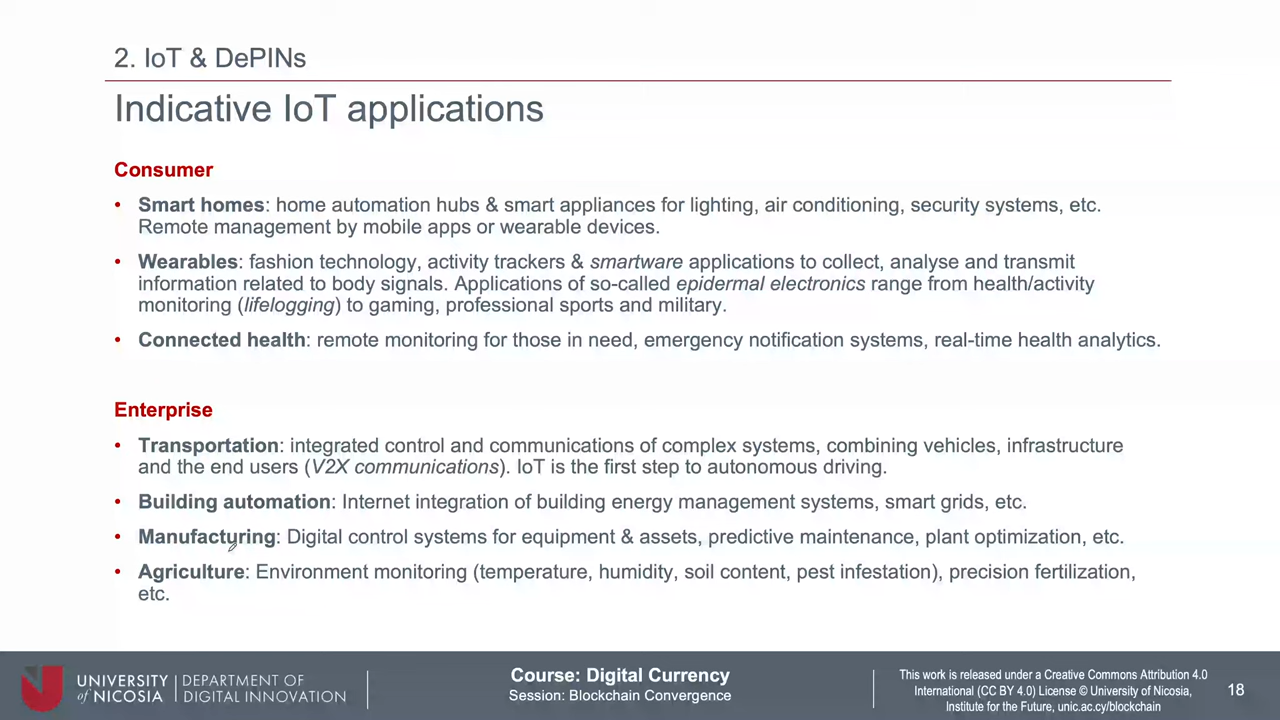 2. IoT & DePINs
Indicative IoT applications
Consumer
• Smart homes: home automation hubs & smart appliances for lighting, air conditioning, security systems, etc.
Remote management by mobile apps or wearable devices.
• Wearables: fashion technology, activity trackers & smartware applications to collect, analyse and transmit
information related to body signals. Applications of so-called epidermal electronics range from health/activity
monitoring (lifelogging) to gaming, professional sports and military.
• Connected health: remote monitoring for those in need, emergency notification systems, real-time health analytics.
Enterprise
• Transportation: integrated control and communications of complex systems, combining vehicles, infrastructure
and the end users (V2X communications). IoT is the first step to autonomous driving.
• Building automation: Internet integration of building energy management systems, smart grids, etc.
• Manufacturing: Digital control systems for equipment & assets, predictive maintenance, plant optimization, etc.
• Agriculture: Environment monitoring (temperature, humidity, soil content, pest infestation), precision fertilization,
etc.
UNIVERSITY
of NICOSIA
DEPARTMENT OF
DIGITAL INNOVATION
Course: Digital Currency
Session: Blockchain Convergence
This work is released under a Creative Commons Attribution 4.0
International (CC BY 4.0) License © University of Nicosia,
Institute for the Future, unic.ac.cy/blockchain
18